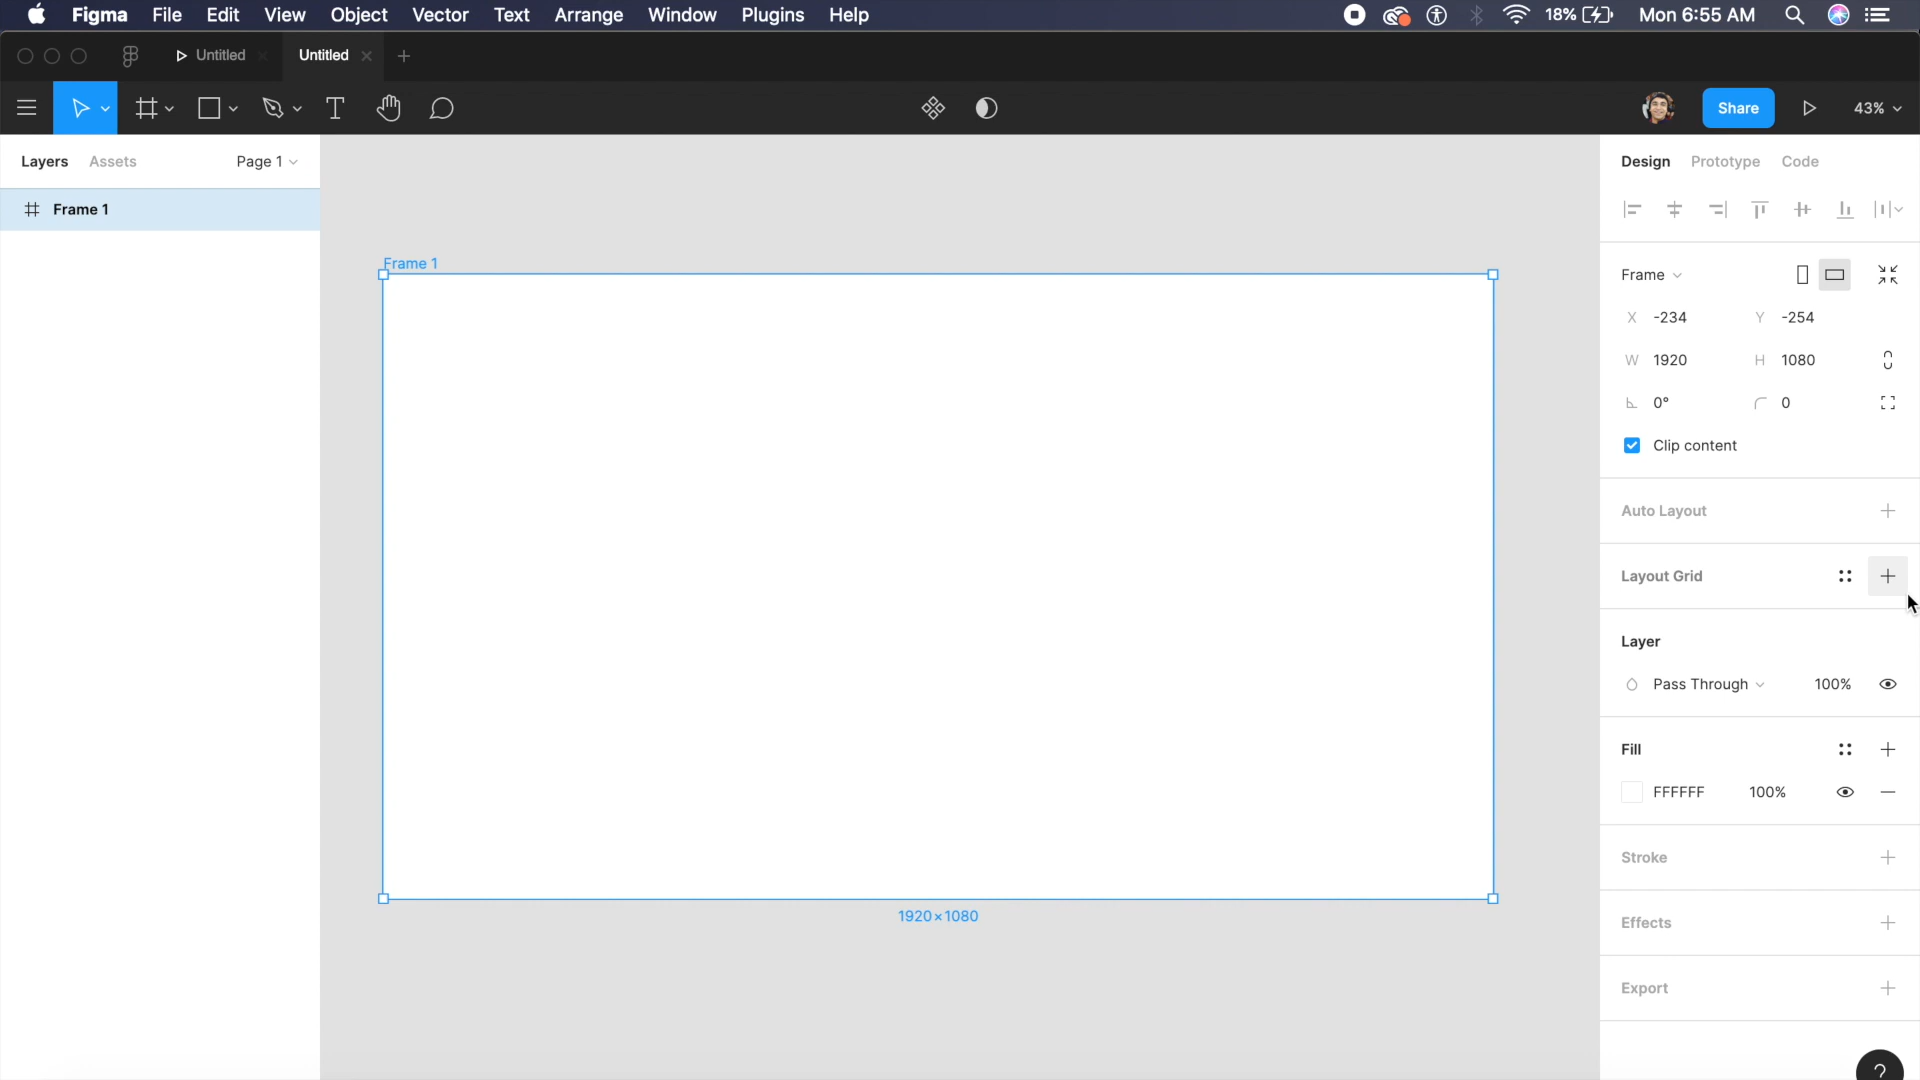 Figma File Edit View Object Vector Text Arrange Window Plugins Help 18% Mon 6:55 AM
Untitled Untitled
Share 43%
Layers Assets Page 1
Frame 1
Frame 1
1920×1080
Design Prototype Code
Frame
X -234 Y -254
W 1920 H 1080
0° 0
Clip content
Auto Layout
Layout Grid
Layer
Pass Through 100%
Fill
FFFFFF 100%
Stroke
Effects
Export
?